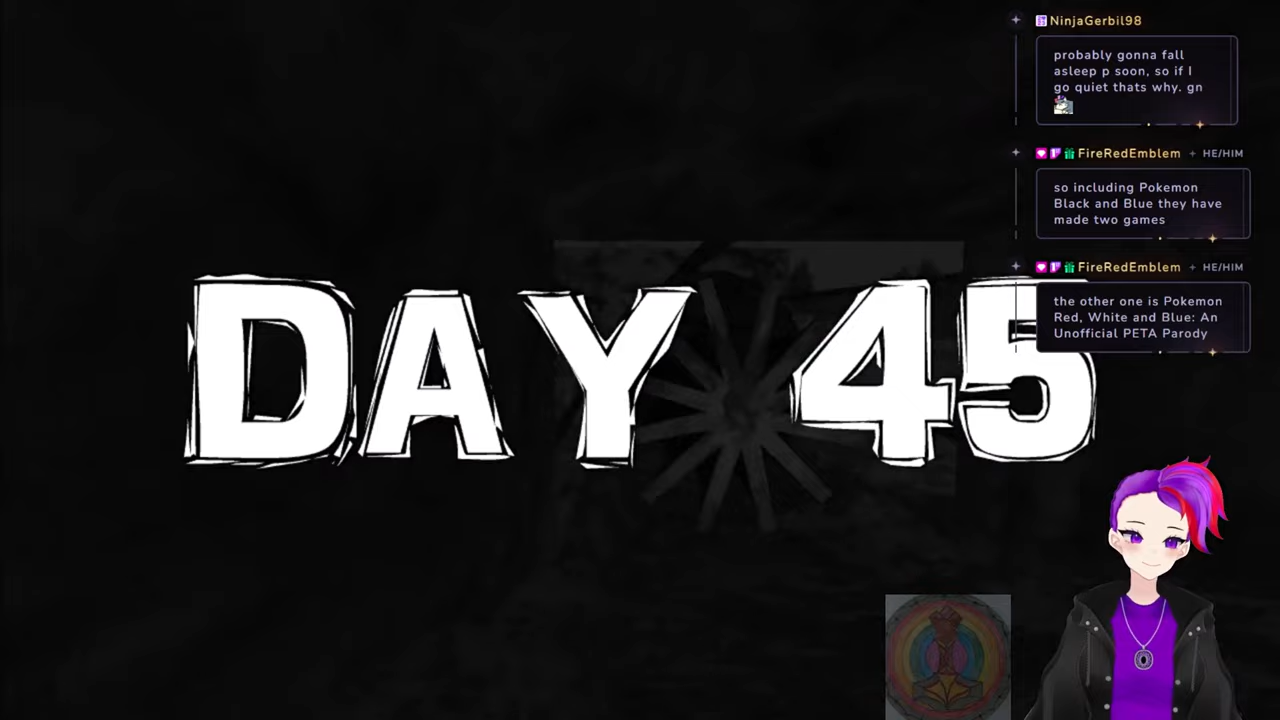 NinjaGerbil98
probably gonna fall
asleep p soon, so if I
go quiet thats why. gn
FireRedEmblem + HE/HIM
so including Pokemon
Black and Blue they have
made two games
FireRedEmblem + HE/HIM
the other one is Pokemon
Red, White and Blue: An
Unofficial PETA Parody
DAY 45